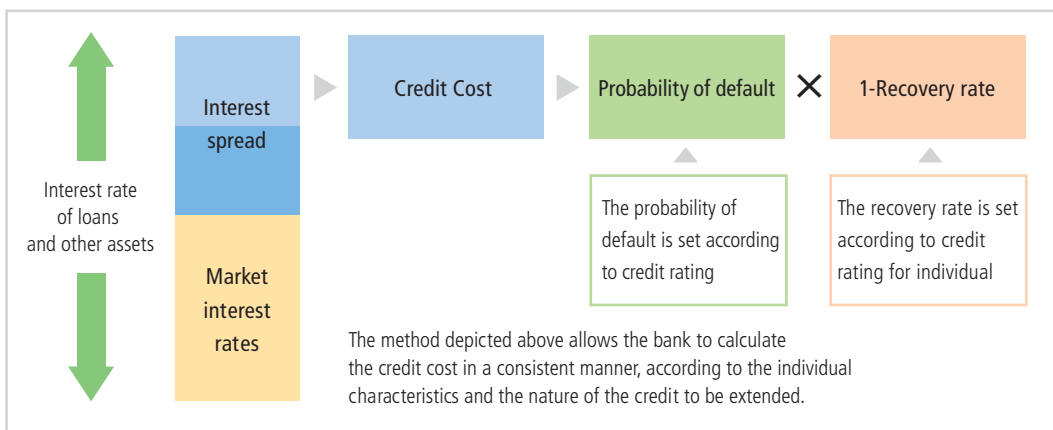 Interest rate
of loans
and other assets
Interest
spread
Market
interest
rates
Credit Cost
Probability of default
×
1-Recovery rate
The probability of
default is set according
to credit rating
The recovery rate is set
according to credit
rating for individual
The method depicted above allows the bank to calculate
the credit cost in a consistent manner, according to the individual
characteristics and the nature of the credit to be extended.